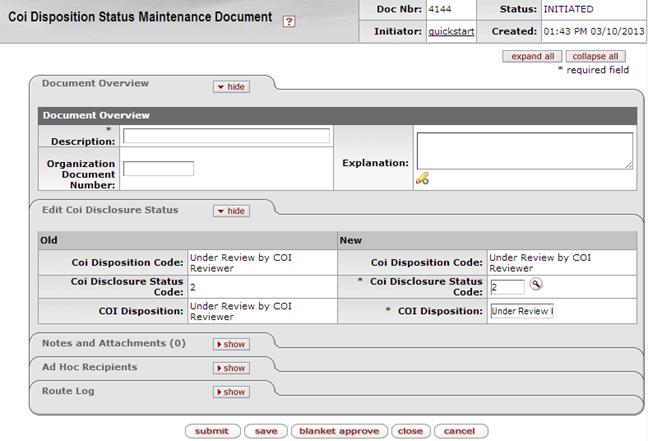 Coi Disposition Status Maintenance Document ?
Doc Nbr: 4144 Status: INITIATED
Initiator: quickstart Created: 01:43 PM 03/10/2013
expand all collapse all
* required field
Document Overview hide
Document Overview
* Description:
Explanation:
Organization Document Number:
Edit Coi Disclosure Status hide
Old New
Coi Disposition Code: Under Review by COI Reviewer Coi Disposition Code: Under Review by COI Reviewer
Coi Disclosure Status Code: 2 * Coi Disclosure Status Code: 2
COI Disposition: Under Review by COI Reviewer * COI Disposition: Under Review
Notes and Attachments (0) show
Ad Hoc Recipients show
Route Log show
submit save blanket approve close cancel